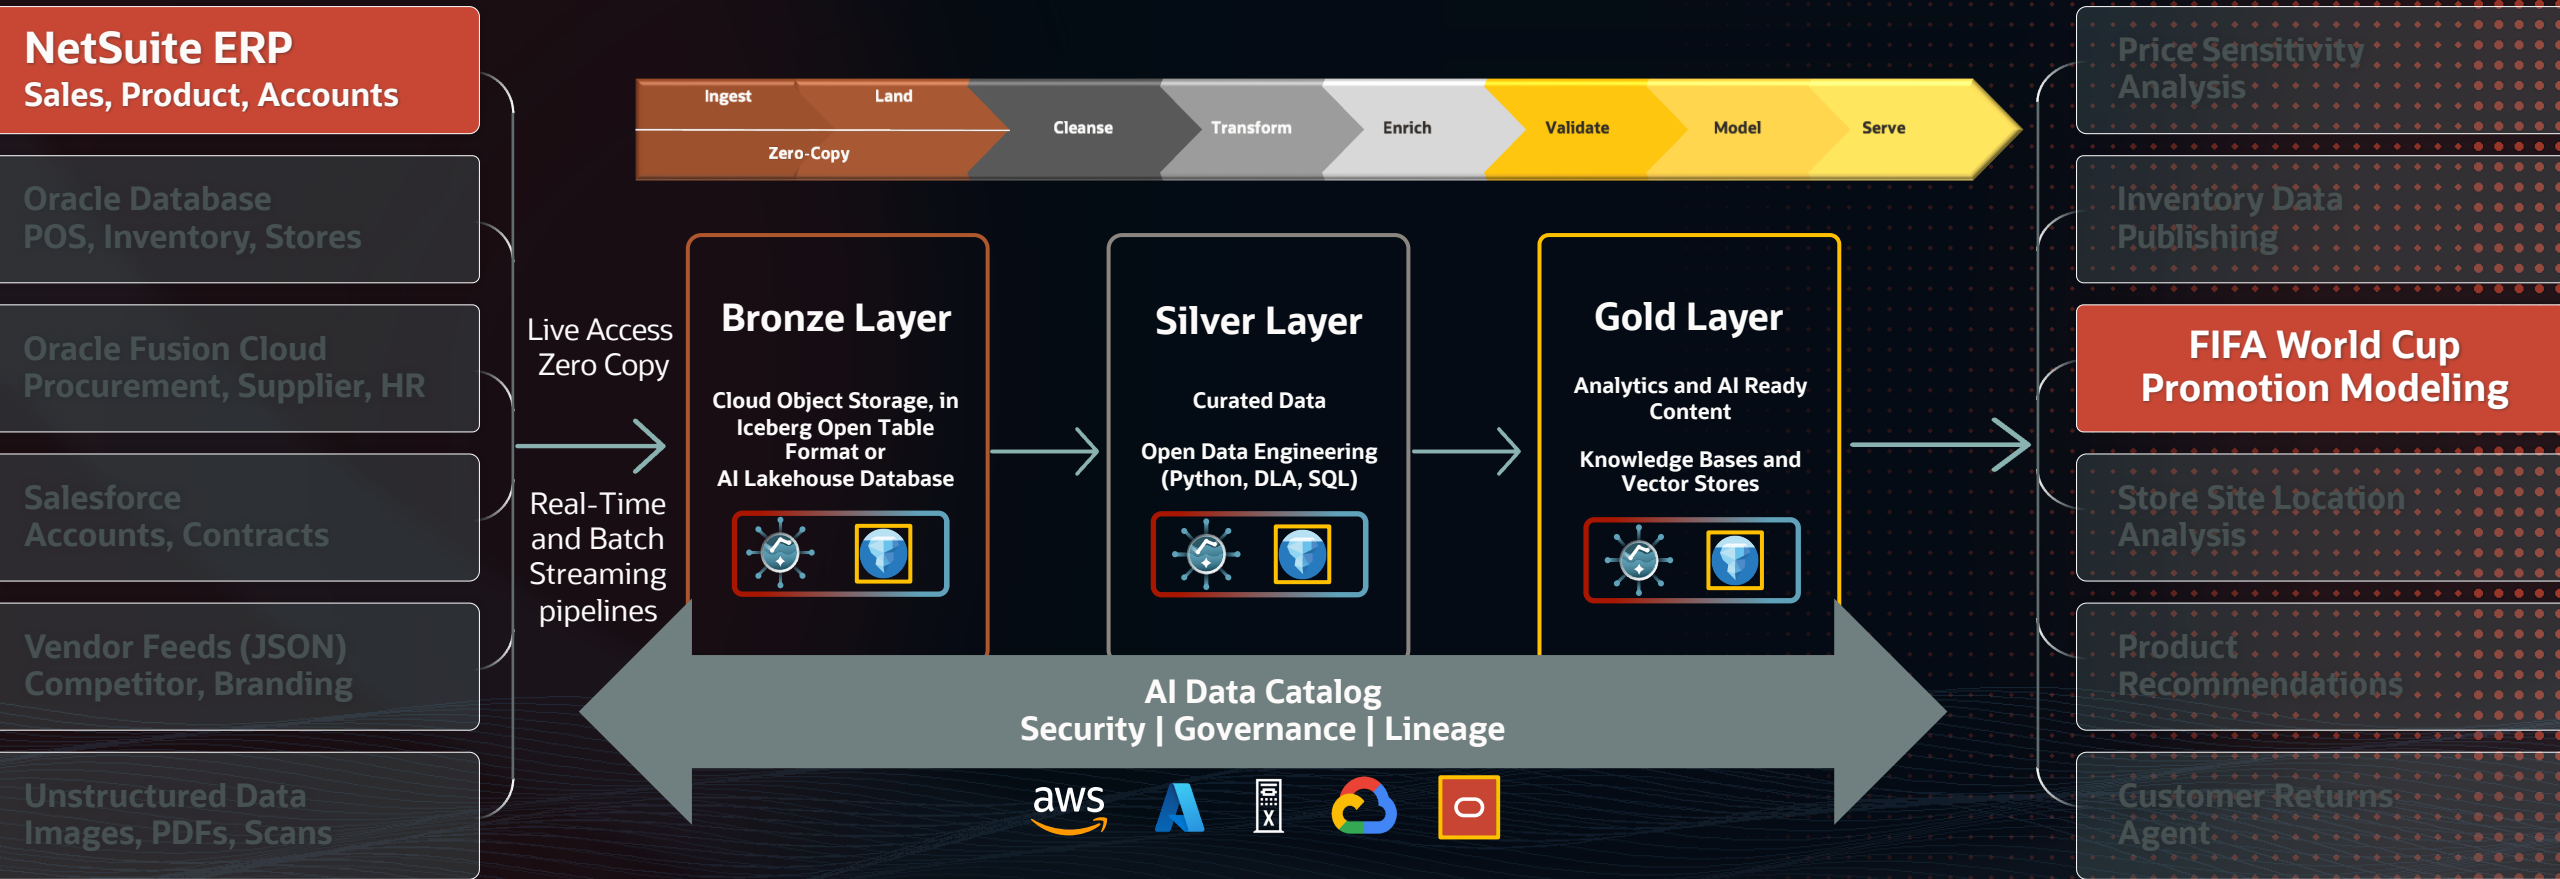 NetSuite ERP
Sales, Product, Accounts
Oracle Database
POS, Inventory, Stores
Oracle Fusion Cloud
Procurement, Supplier, HR
Salesforce
Accounts, Contracts
Vendor Feeds (JSON)
Competitor, Branding
Unstructured Data
Images, PDFs, Scans
Live Access
Zero Copy
Real-Time
and Batch
Streaming
pipelines
Ingest
Land
Zero-Copy
Cleanse
Transform
Enrich
Validate
Model
Serve
Bronze Layer
Cloud Object Storage, in
Iceberg Open Table
Format or
AI Lakehouse Database
Silver Layer
Curated Data
Open Data Engineering
(Python, DLA, SQL)
Gold Layer
Analytics and AI Ready
Content
Knowledge Bases and
Vector Stores
AI Data Catalog
Security | Governance | Lineage
aws
X
Price Sensitivity
Analysis
Inventory Data
Publishing
FIFA World Cup
Promotion Modeling
Store Site Location
Analysis
Product
Recommendations
Customer Returns
Agent